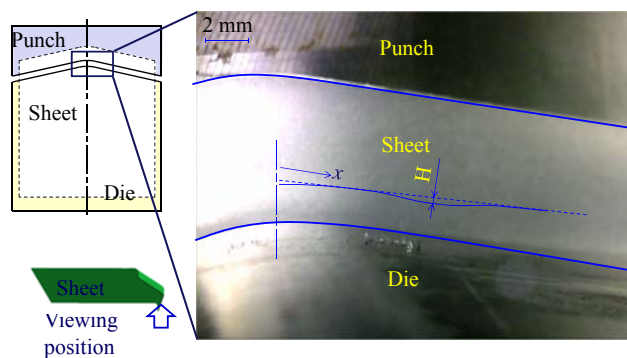 Punch
Sheet
Die
Sheet
Viewing
position
2 mm
Punch
Sheet
x
H
Die